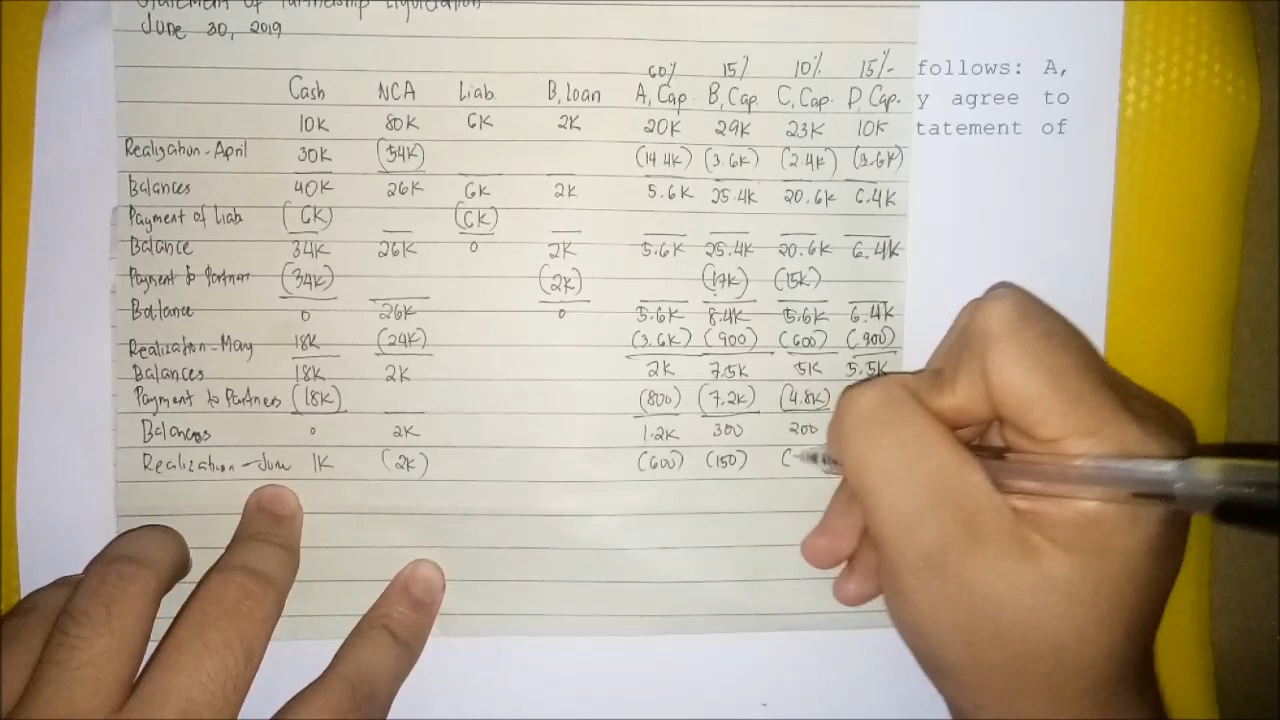 Statement of Partnership Liquidation
June 30, 2019
60% 15% 10% 15%
Cash NCA Liab. B, Loan A, Cap. B, Cap. C, Cap. D, Cap.
10K 80K 6K 2K 20K 29K 23K 10K
Realization-April 30K (54K) (14.4K) (3.6K) (2.4K) (3.6K)
Balances 40K 26K 6K 2K 5.6K 25.4K 20.6K 6.4K
Payment of Liab (6K) (6K)
Balance 34K 26K 0 2K 5.6K 25.4K 20.6K 6.4K
Payment to Partner (34K) (2K) (17K) (15K)
Balance 0 26K 0 5.6K 8.4K 5.6K 6.4K
Realization-May 18K (24K) (3.6K) (900) (600) (900)
Balances 18K 2K 2K 7.5K 5K 5.5K
Payment to Partners (18K) (800) (7.2K) (4.8K)
Balances 0 2K 1.2K 300 200
Realization-June 1K (2K) (600) (150) (
follows: A,
y agree to
tatement of